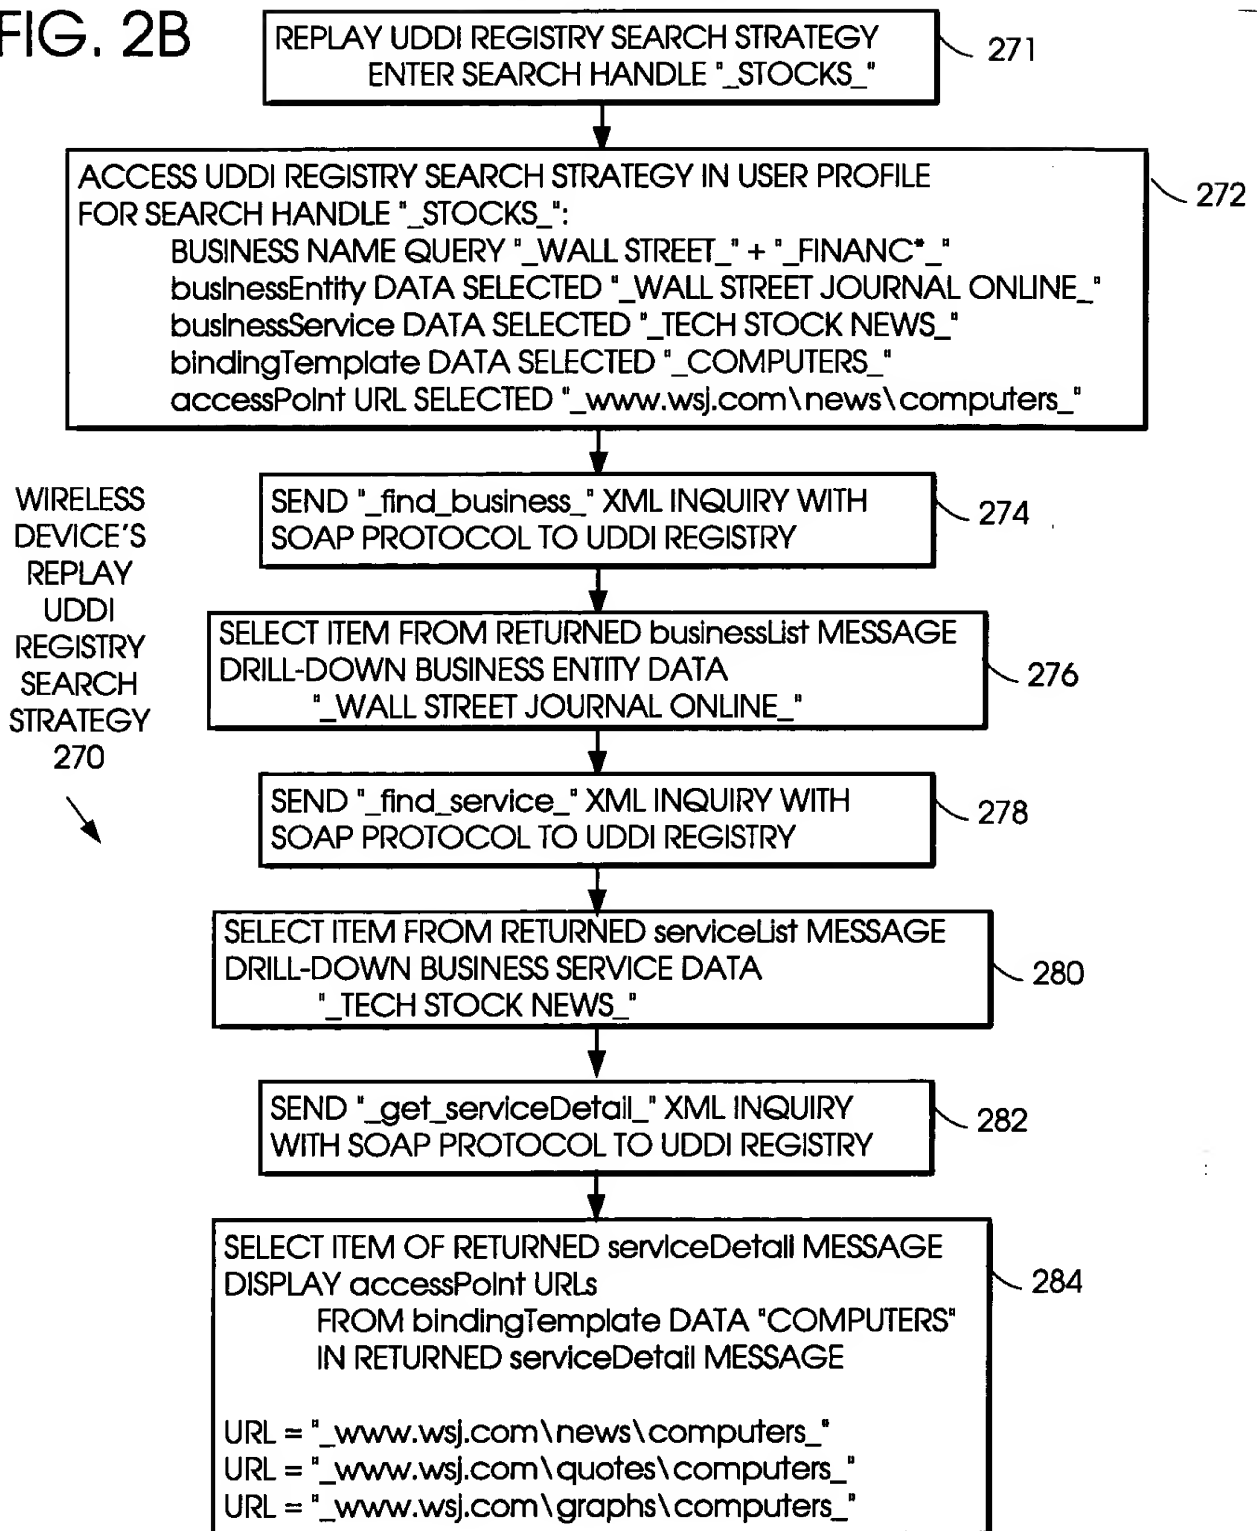 FIG. 2B
REPLAY UDDI REGISTRY SEARCH STRATEGY
ENTER SEARCH HANDLE "_STOCKS_"
271
ACCESS UDDI REGISTRY SEARCH STRATEGY IN USER PROFILE
FOR SEARCH HANDLE "_STOCKS_":
BUSINESS NAME QUERY "_WALL STREET_" + "_FINANC*_"
businessEntity DATA SELECTED "_WALL STREET JOURNAL ONLINE_"
businessService DATA SELECTED "_TECH STOCK NEWS_"
bindingTemplate DATA SELECTED "_COMPUTERS_"
accessPoint URL SELECTED "_www.wsj.com\news\computers_"
272
WIRELESS
DEVICE'S
REPLAY
UDDI
REGISTRY
SEARCH
STRATEGY
270
SEND "_find_business_" XML INQUIRY WITH
SOAP PROTOCOL TO UDDI REGISTRY
274
SELECT ITEM FROM RETURNED businessList MESSAGE
DRILL-DOWN BUSINESS ENTITY DATA
"_WALL STREET JOURNAL ONLINE_"
276
SEND "_find_service_" XML INQUIRY WITH
SOAP PROTOCOL TO UDDI REGISTRY
278
SELECT ITEM FROM RETURNED serviceList MESSAGE
DRILL-DOWN BUSINESS SERVICE DATA
"_TECH STOCK NEWS_"
280
SEND "_get_serviceDetail_" XML INQUIRY
WITH SOAP PROTOCOL TO UDDI REGISTRY
282
SELECT ITEM OF RETURNED serviceDetail MESSAGE
DISPLAY accessPoint URLs
FROM bindingTemplate DATA "COMPUTERS"
IN RETURNED serviceDetail MESSAGE
URL = "_www.wsj.com\news\computers_"
URL = "_www.wsj.com\quotes\computers_"
URL = "_www.wsj.com\graphs\computers_"
284